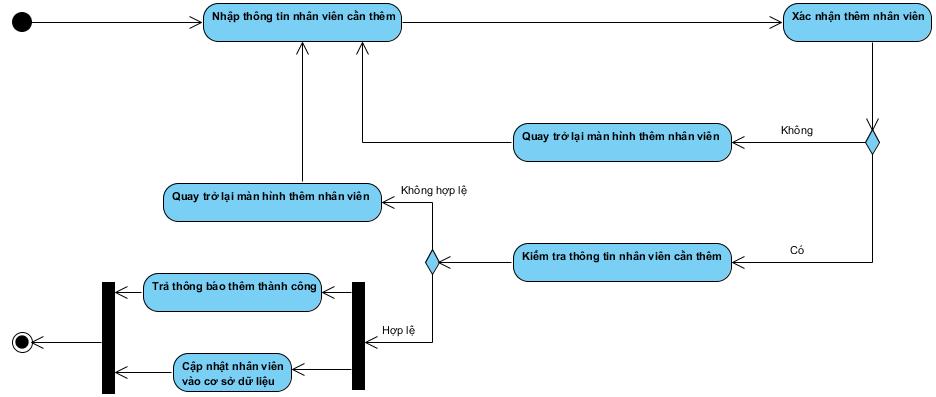 Nhập thông tin nhân viên cần thêm
Xác nhận thêm nhân viên
Quay trở lại màn hình thêm nhân viên
Không
Quay trở lại màn hình thêm nhân viên
Không hợp lệ
Kiểm tra thông tin nhân viên cần thêm
Có
Trả thông báo thêm thành công
Hợp lệ
Cập nhật nhân viên
vào cơ sở dữ liệu